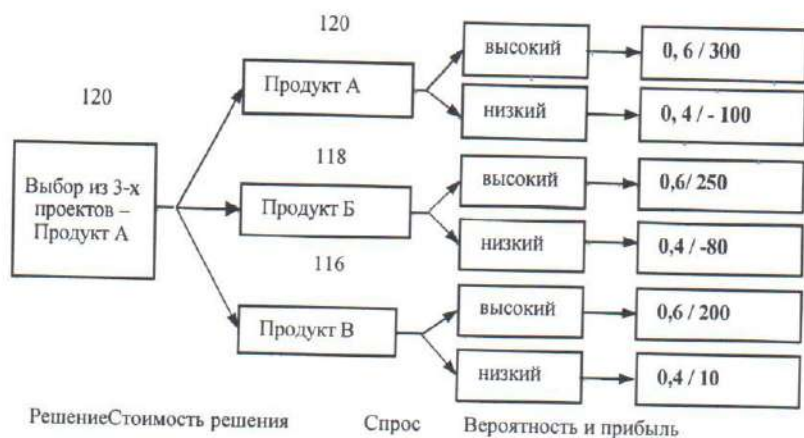 120
120
высокий
0, 6 / 300
Продукт А
низкий
0, 4 / - 100
118
Выбор из 3-х
проектов –
Продукт А
высокий
0,6/ 250
Продукт Б
низкий
0,4 / -80
116
высокий
0,6 / 200
Продукт В
низкий
0,4 / 10
РешениеСтоимость решения
Спрос
Вероятность и прибыль